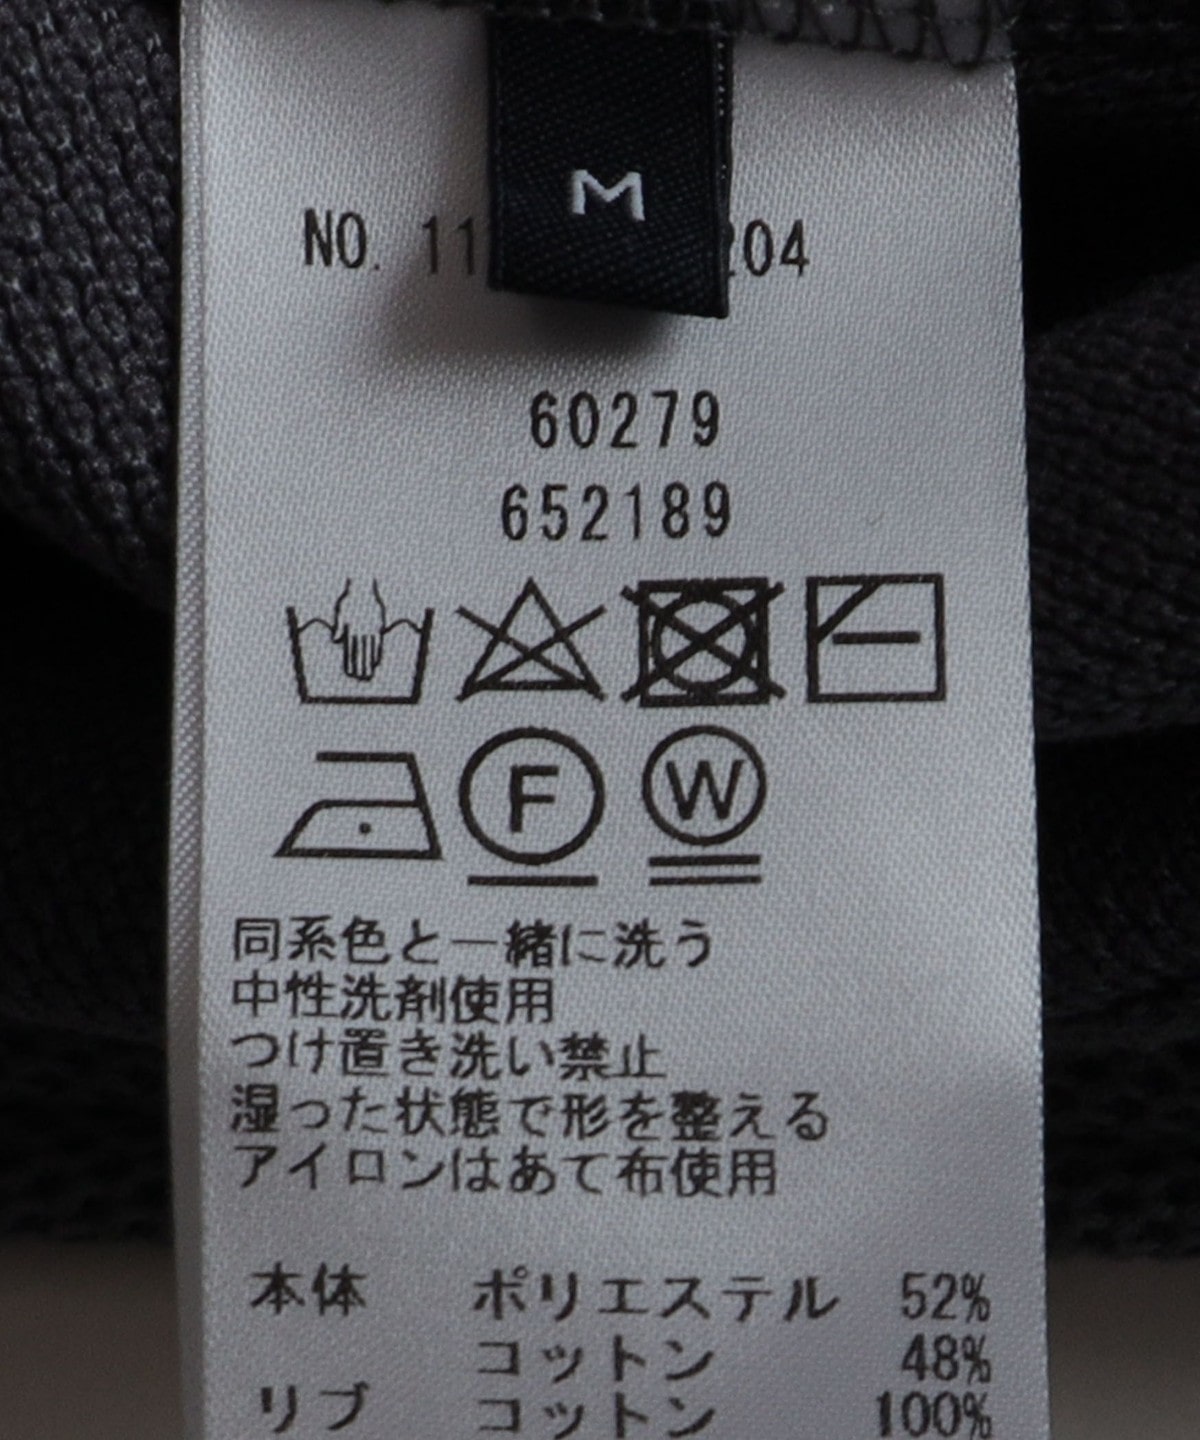 M
NO. 11 204
60279
652189
F W
同系色と一緒に洗う
中性洗剤使用
つけ置き洗い禁止
湿った状態で形を整える
アイロンはあて布使用
本体 ポリエステル 52%
コットン 48%
リブ コットン 100%